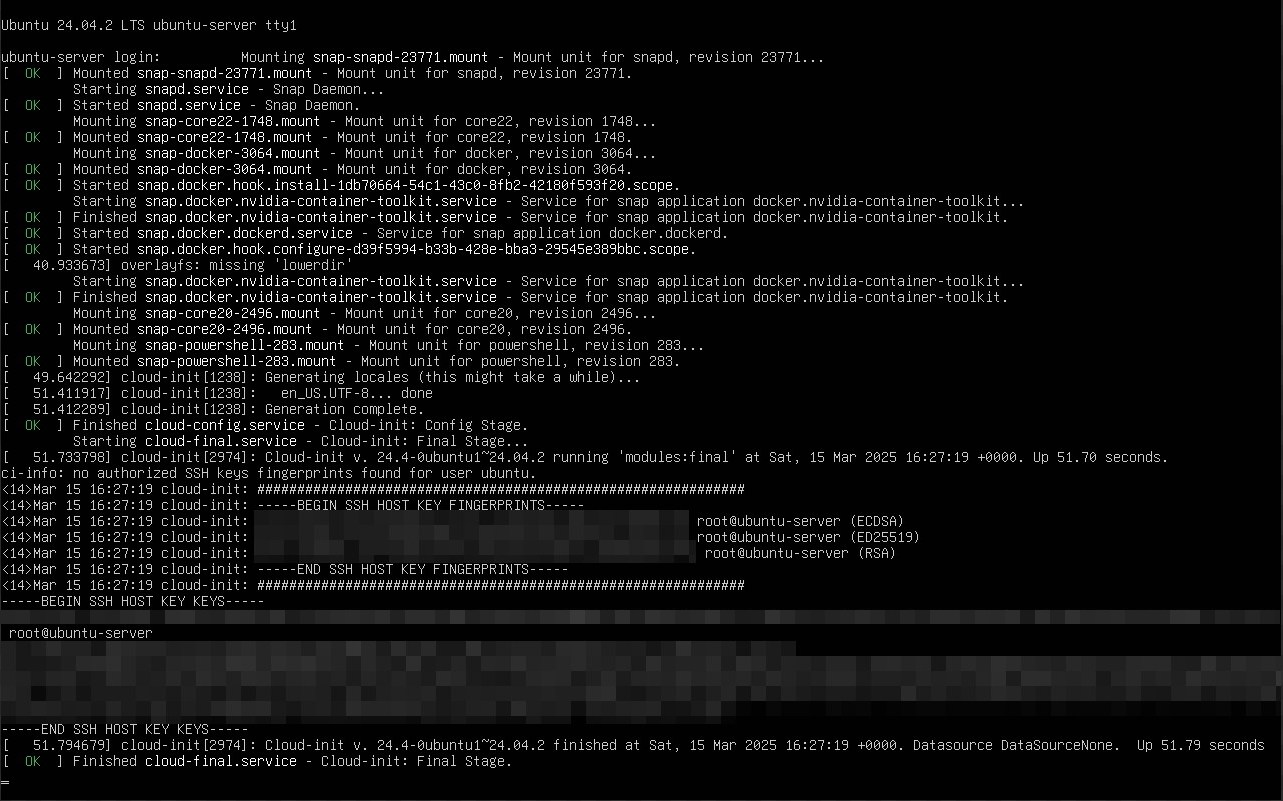 Ubuntu 24.04.2 LTS ubuntu-server tty1
ubuntu-server login:          Mounting snap-snapd-23771.mount - Mount unit for snapd, revision 23771...
[  OK  ] Mounted snap-snapd-23771.mount - Mount unit for snapd, revision 23771.
         Starting snapd.service - Snap Daemon...
[  OK  ] Started snapd.service - Snap Daemon.
         Mounting snap-core22-1748.mount - Mount unit for core22, revision 1748...
[  OK  ] Mounted snap-core22-1748.mount - Mount unit for core22, revision 1748.
         Mounting snap-docker-3064.mount - Mount unit for docker, revision 3064...
[  OK  ] Mounted snap-docker-3064.mount - Mount unit for docker, revision 3064.
[  OK  ] Started snap.docker.hook.install-1db70664-54c1-43c0-8fb2-42180f593f20.scope.
         Starting snap.docker.nvidia-container-toolkit.service - Service for snap application docker.nvidia-container-toolkit...
[  OK  ] Finished snap.docker.nvidia-container-toolkit.service - Service for snap application docker.nvidia-container-toolkit.
[  OK  ] Started snap.docker.dockerd.service - Service for snap application docker.dockerd.
[  OK  ] Started snap.docker.hook.configure-d39f5994-b33b-428e-bba3-29545e389bbc.scope.
[   40.933673] overlayfs: missing 'lowerdir'
         Starting snap.docker.nvidia-container-toolkit.service - Service for snap application docker.nvidia-container-toolkit...
[  OK  ] Finished snap.docker.nvidia-container-toolkit.service - Service for snap application docker.nvidia-container-toolkit.
         Mounting snap-core20-2496.mount - Mount unit for core20, revision 2496...
[  OK  ] Mounted snap-core20-2496.mount - Mount unit for core20, revision 2496.
         Mounting snap-powershell-283.mount - Mount unit for powershell, revision 283...
[  OK  ] Mounted snap-powershell-283.mount - Mount unit for powershell, revision 283.
[   49.642292] cloud-init[1238]: Generating locales (this might take a while)...
[   51.411917] cloud-init[1238]:   en_US.UTF-8... done
[   51.412289] cloud-init[1238]: Generation complete.
[  OK  ] Finished cloud-config.service - Cloud-init: Config Stage.
         Starting cloud-final.service - Cloud-init: Final Stage...
[   51.733798] cloud-init[2974]: Cloud-init v. 24.4-0ubuntu1~24.04.2 running 'modules:final' at Sat, 15 Mar 2025 16:27:19 +0000. Up 51.70 seconds.
ci-info: no authorized SSH keys fingerprints found for user ubuntu.
<14>Mar 15 16:27:19 cloud-init: #############################################################
<14>Mar 15 16:27:19 cloud-init: -----BEGIN SSH HOST KEY FINGERPRINTS-----
<14>Mar 15 16:27:19 cloud-init: root@ubuntu-server (ECDSA)
<14>Mar 15 16:27:19 cloud-init: root@ubuntu-server (ED25519)
<14>Mar 15 16:27:19 cloud-init: root@ubuntu-server (RSA)
<14>Mar 15 16:27:19 cloud-init: -----END SSH HOST KEY FINGERPRINTS-----
<14>Mar 15 16:27:19 cloud-init: #############################################################
-----BEGIN SSH HOST KEY KEYS-----
 root@ubuntu-server
-----END SSH HOST KEY KEYS-----
[   51.794679] cloud-init[2974]: Cloud-init v. 24.4-0ubuntu1~24.04.2 finished at Sat, 15 Mar 2025 16:27:19 +0000. Datasource DataSourceNone.  Up 51.79 seconds
[  OK  ] Finished cloud-final.service - Cloud-init: Final Stage.